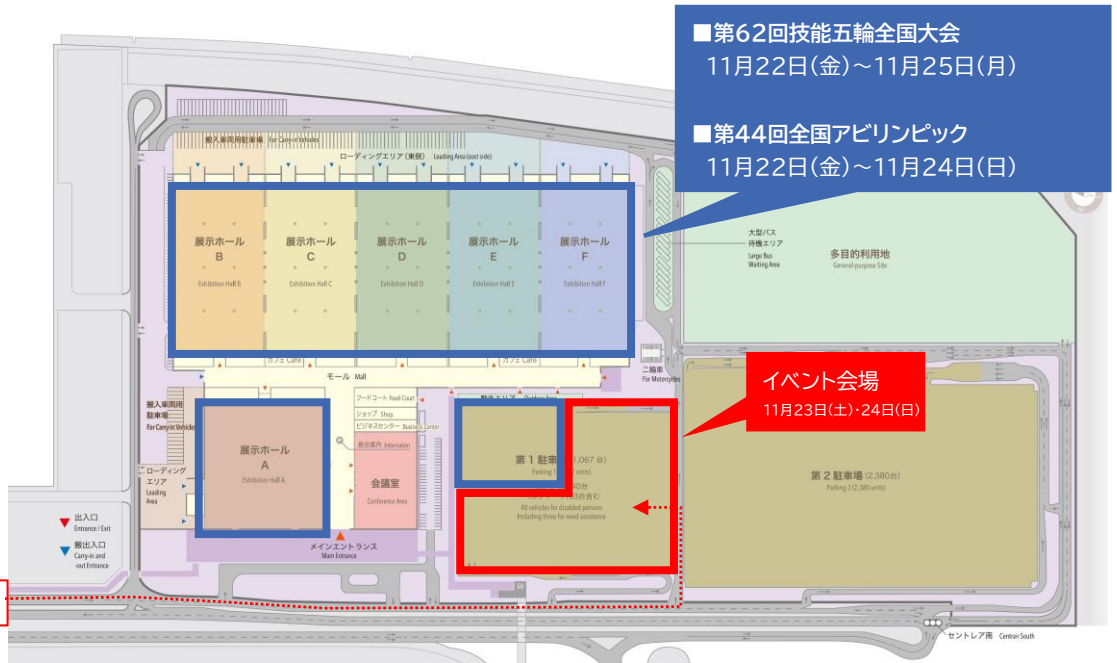 ■第62回技能五輪全国大会
11月22日(金)~11月25日(月)
■第44回全国アビリンピック
11月22日(金)~11月24日(日)
搬入車両用駐車場 For Carry-in Vehicles
ローディングエリア(東側) Loading Area (east side)
展示ホール
B
Exhibition Hall B
展示ホール
C
Exhibition Hall C
展示ホール
D
Exhibition Hall D
展示ホール
E
Exhibition Hall E
展示ホール
F
Exhibition Hall F
大型バス
待機エリア
Large Bus
Waiting Area
多目的利用地
General-purpose Site
カフェ Cafe
カフェ Cafe
モール Mall
二輪車
For Motorcycles
イベント会場
11月23日(土)・24日(日)
搬入車両用
駐車場
For Carry-in Vehicles
フードコート Food Court
ショップ Shop
ビジネスセンター Business Center
総合案内 Information
野外エリア Outdoor Area
展示ホール
A
Exhibition Hall A
会議室
Conference Area
ローディング
エリア
Loading
Area
第1駐車場(1,067台)
Parking 1
units)
40 vehicles for disabled persons
including three for need assistance
第2駐車場(2,380台)
Parking 2 (2,380 units)
出入口
Entrance / Exit
搬出入口
Carry-in and
-out Entrance
メインエントランス
Main Entrance
セントレア南 Centrair South